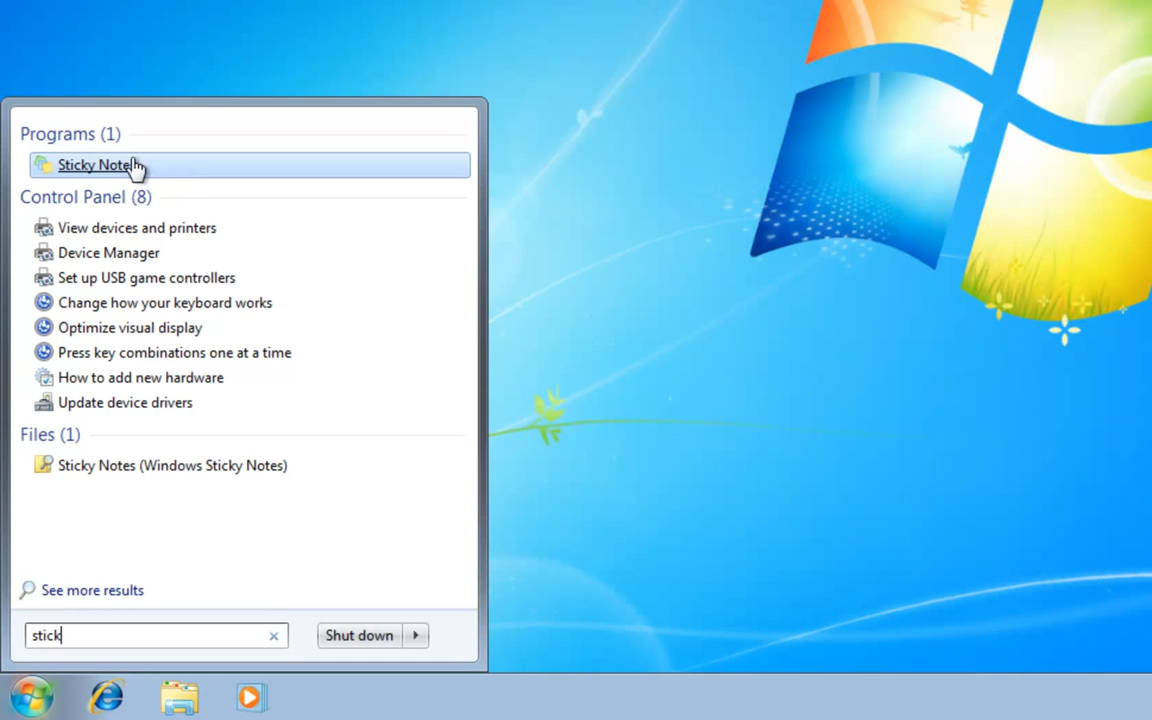 Programs (1)
Sticky Notes
Control Panel (8)
View devices and printers
Device Manager
Set up USB game controllers
Change how your keyboard works
Optimize visual display
Press key combinations one at a time
How to add new hardware
Update device drivers
Files (1)
Sticky Notes (Windows Sticky Notes)
See more results
stick
Shut down